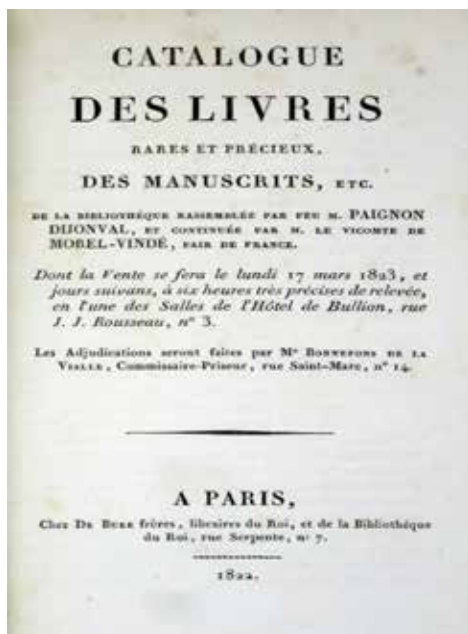 CATALOGUE
DES LIVRES
RARES ET PRÉCIEUX,
DES MANUSCRITS, ETC.
DE LA BIBLIOTHÉQUE RASSEMBLÉE PAR FEU M. PAIGNON
DIJONVAL, ET CONTINUÉE PAR M. LE VICOMTE DE
MOREL-VINDÉ, PAIR DE FRANCE.
Dont la Vente se fera le lundi 17 mars 1823, et
jours suivans, à six heures très précises de relevée,
en l'une des Salles de l'Hôtel de Bullion, rue
J. J. Rousseau, nº 3.
Les Adjudications seront faites par Me BONNEFONS DE LA
VIALLE, Commissaire-Priseur, rue Saint-Marc, nº 14.
A PARIS,
Chez DE BURE frères, libraires du Roi, et de la Bibliothéque
du Roi, rue Serpente, nº 7.
1822.